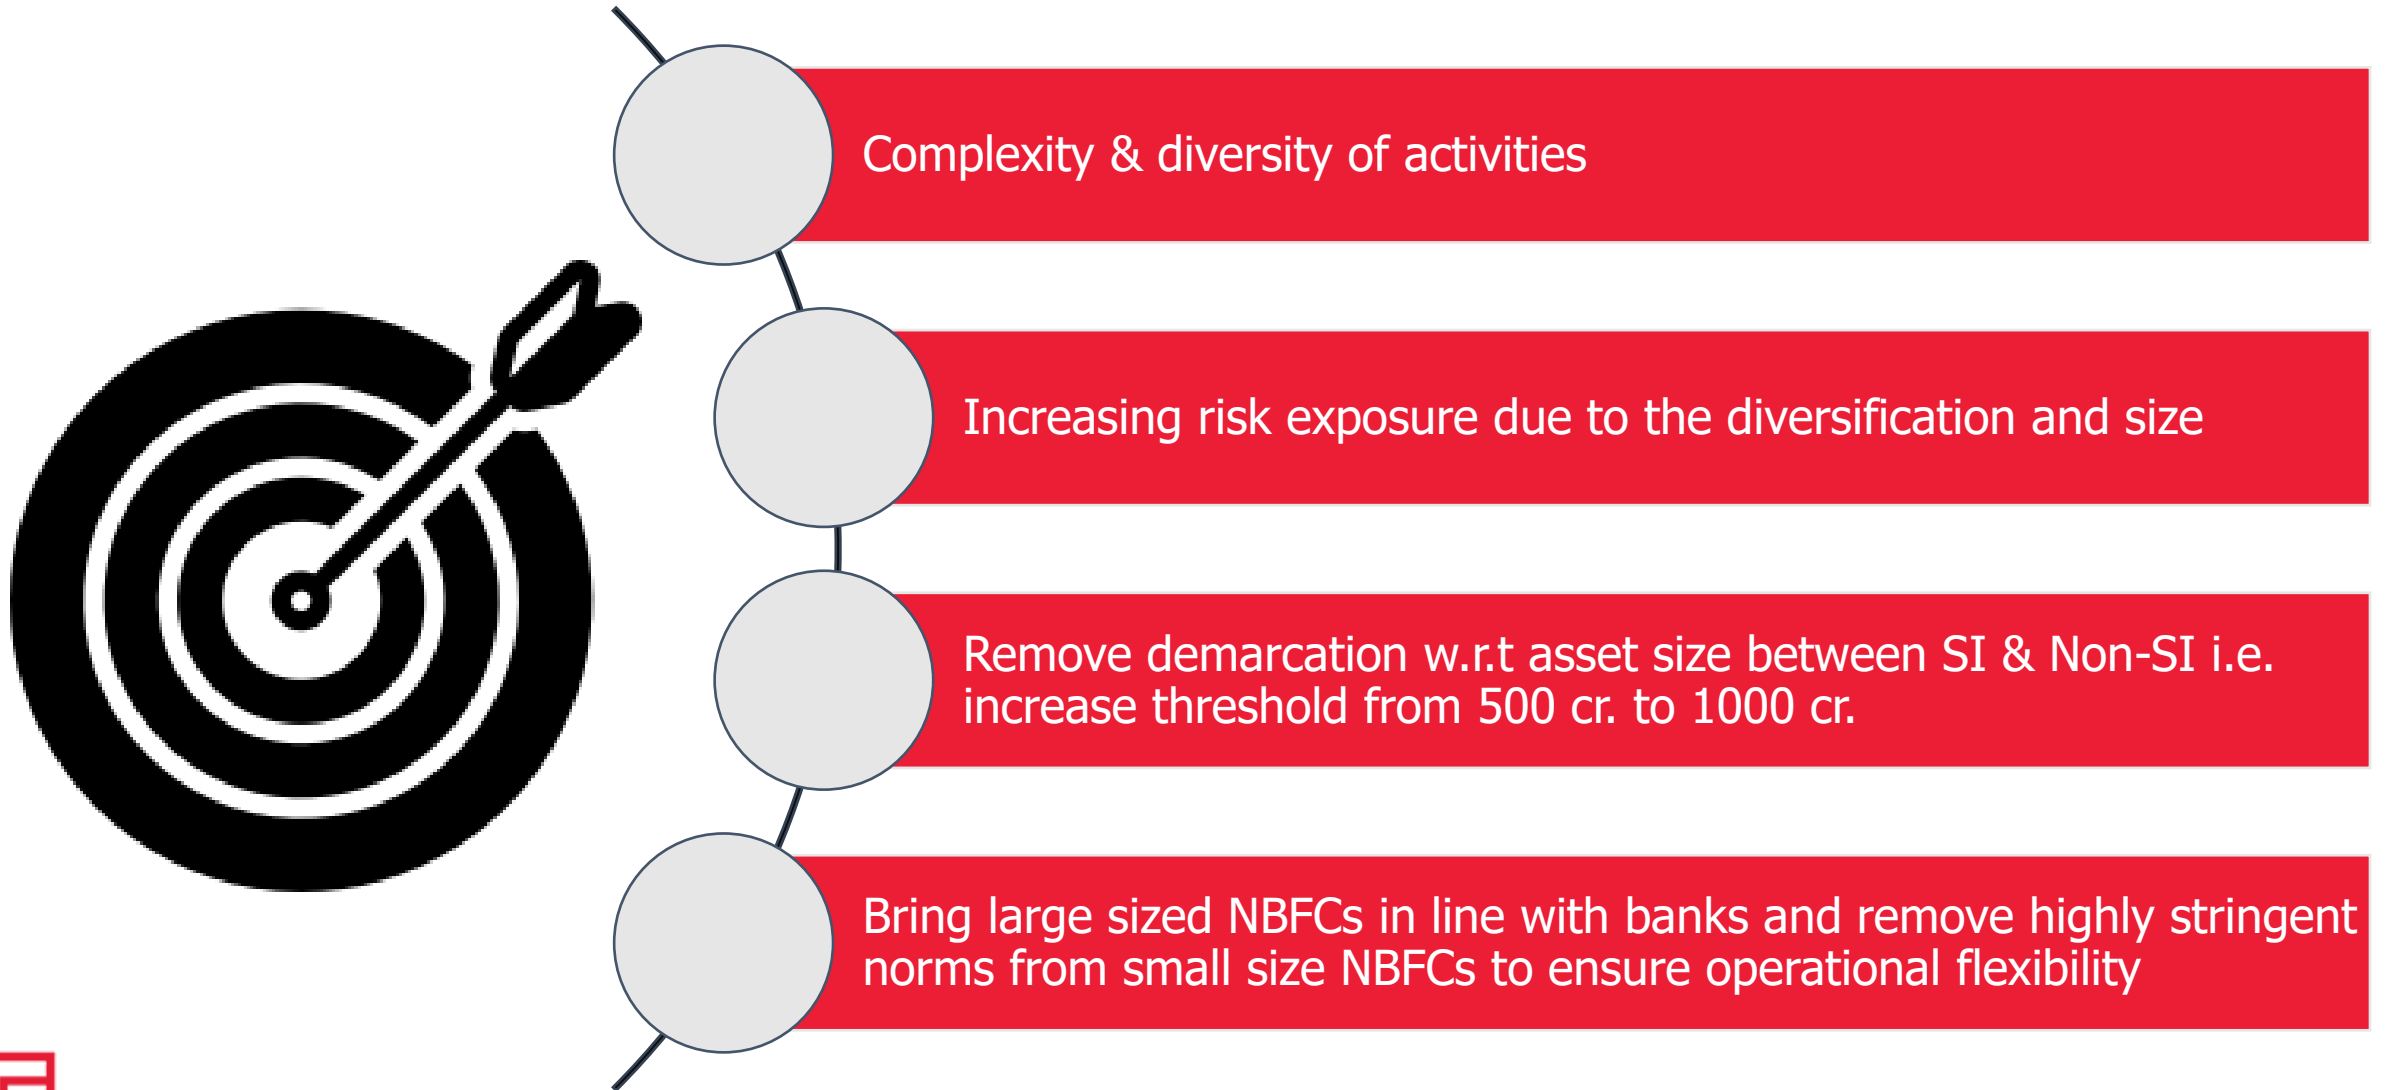 Complexity & diversity of activities
Increasing risk exposure due to the diversification and size
Remove demarcation w.r.t asset size between SI & Non-SI i.e.
increase threshold from 500 cr. to 1000 cr.
Bring large sized NBFCs in line with banks and remove highly stringent
norms from small size NBFCs to ensure operational flexibility